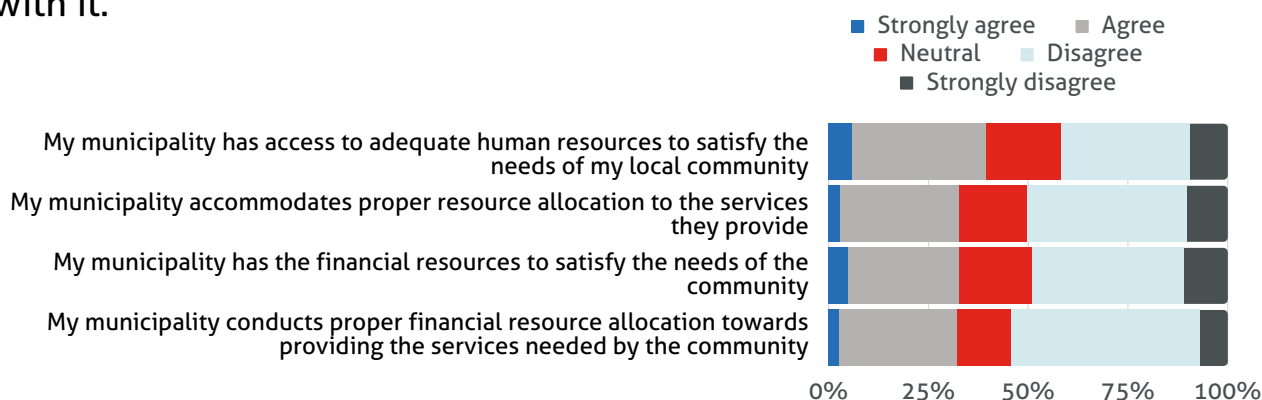 with it.
Strongly agree Agree
Neutral Disagree
Strongly disagree
My municipality has access to adequate human resources to satisfy the
needs of my local community
My municipality accommodates proper resource allocation to the services
they provide
My municipality has the financial resources to satisfy the needs of the
community
My municipality conducts proper financial resource allocation towards
providing the services needed by the community
0% 25% 50% 75% 100%